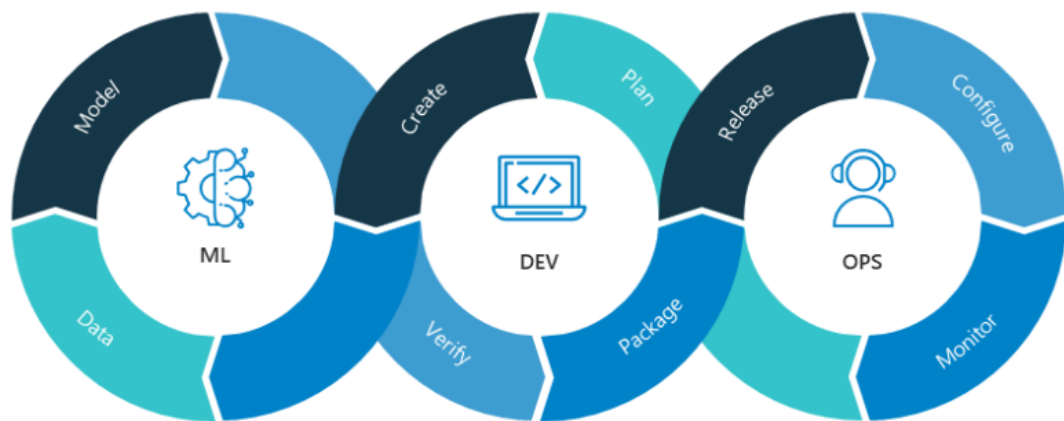 Model
Data
ML
Create
Plan
Verify
Package
DEV
Release
Configure
Monitor
OPS